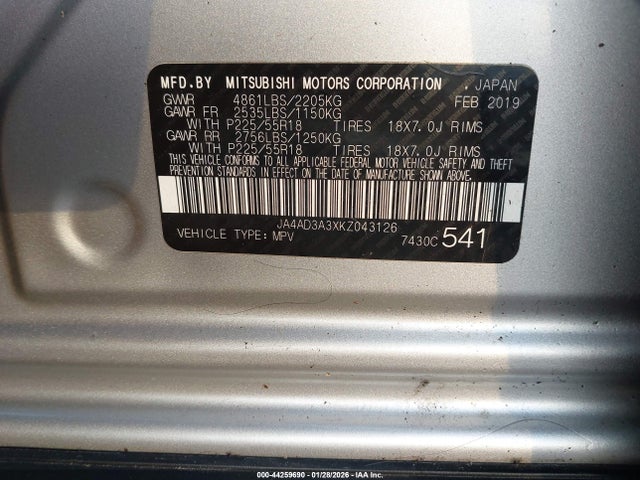 MFD.BY MITSUBISHI MOTORS CORPORATION , JAPAN
GVWR 4861LBS/2205KG FEB 2019
GAWR FR 2535LBS/1150KG
WITH P225/55R18 TIRES 18X7.0J RIMS
GAWR RR 2756LBS/1250KG
WITH P225/55R18 TIRES 18X7.0J RIMS
THIS VEHICLE CONFORMS TO ALL APPLICABLE FEDERAL MOTOR VEHICLE SAFETY AND THEFT
PREVENTION STANDARDS IN EFFECT ON THE DATE OF MANUFACTURE SHOWN ABOVE.
JA4AD3A3XKZ043126
VEHICLE TYPE: MPV 7430C 541
000-44259690 - 01/28/2026 - IAA Inc.